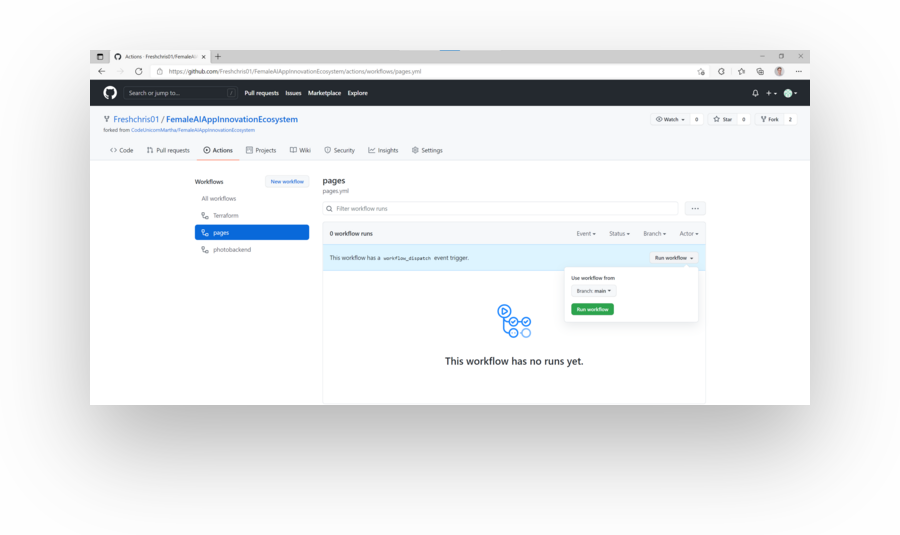 Actions · Freshchris01/FemaleAI
https://github.com/Freshchris01/FemaleAIAppInnovationEcosystem/actions/workflows/pages.yml
Search or jump to... /
Pull requests Issues Marketplace Explore
Freshchris01 / FemaleAIAppInnovationEcosystem
Watch 0 Star 0 Fork 2
forked from CodeUnicornMartha/FemaleAIAppInnovationEcosystem
Code Pull requests Actions Projects Wiki Security Insights Settings
Workflows New workflow
All workflows
Terraform
pages
photobackend
pages
pages.yml
Filter workflow runs
0 workflow runs Event Status Branch Actor
This workflow has a workflow_dispatch event trigger. Run workflow
Use workflow from
Branch: main
Run workflow
This workflow has no runs yet.